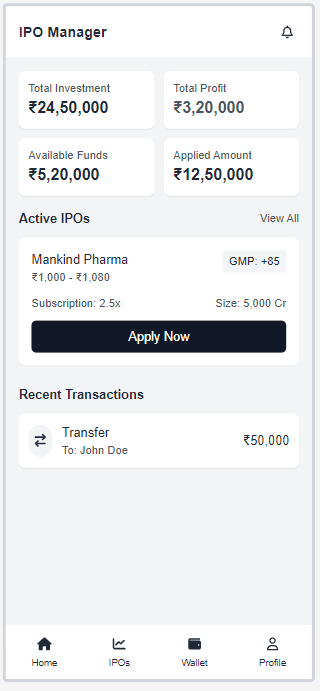 IPO Manager
Total Investment
₹24,50,000
Total Profit
₹3,20,000
Available Funds
₹5,20,000
Applied Amount
₹12,50,000
Active IPOs
View All
Mankind Pharma
GMP: +85
₹1,000 - ₹1,080
Subscription: 2.5x
Size: 5,000 Cr
Apply Now
Recent Transactions
Transfer
To: John Doe
₹50,000
Home
IPOs
Wallet
Profile